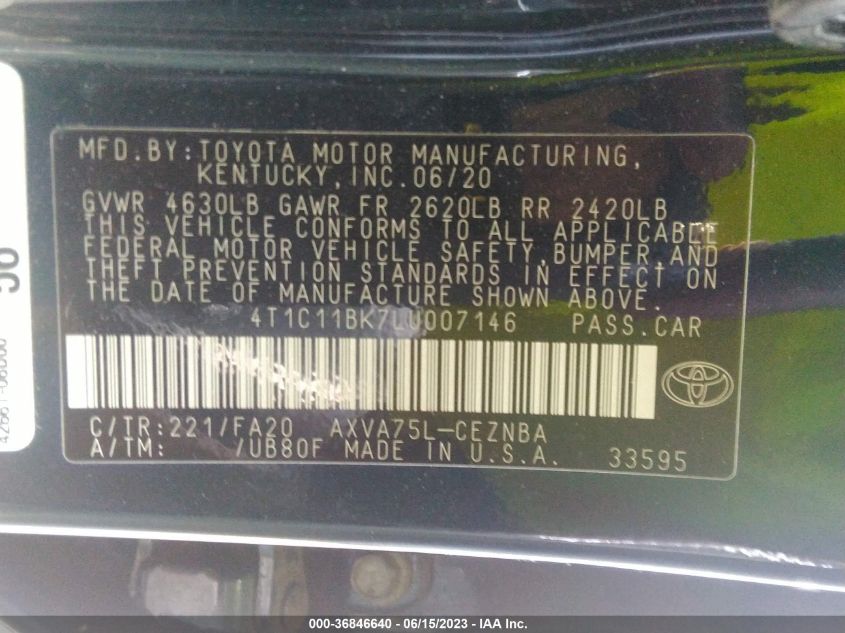 MFD.BY:TOYOTA MOTOR MANUFACTURING,
KENTUCKY,INC.06/20
GVWR 4630LB GAWR FR 2620LB RR 2420LB
THIS VEHICLE CONFORMS TO ALL APPLICABLE
FEDERAL MOTOR VEHICLE SAFETY,BUMPER,AND
THEFT PREVENTION STANDARDS IN EFFECT ON
THE DATE OF MANUFACTURE SHOWN ABOVE.
4T1C11BK7LU007146 PASS.CAR
C/TR:221/FA20 AXVA75L-CEZNBA
A/TM: /UB80F MADE IN U.S.A. 33595
000-36846640 - 06/15/2023 - IAA Inc.